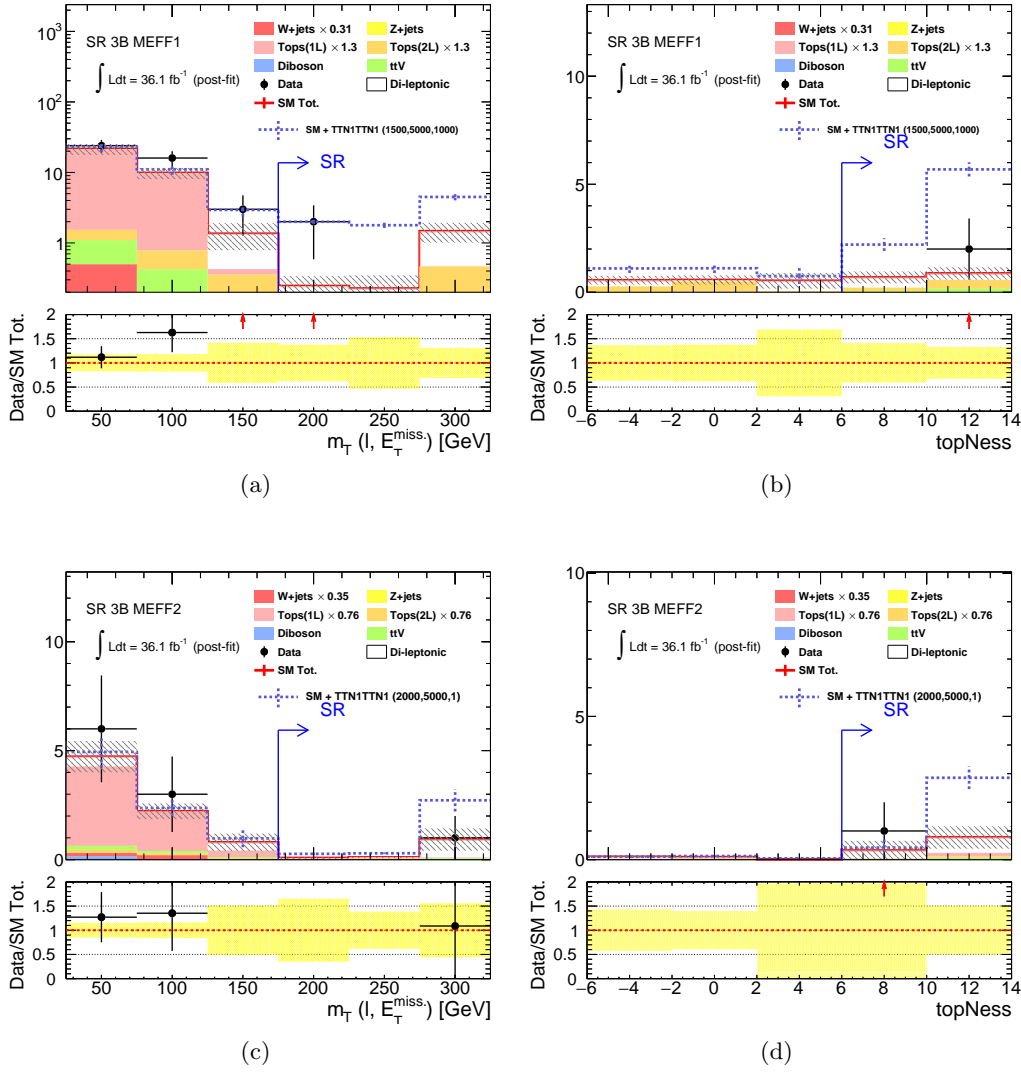 SR 3B MEFF1
∫ Ldt = 36.1 fb⁻¹ (post-fit)
W+jets × 0.31
Z+jets
Tops(1L) × 1.3
Tops(2L) × 1.3
Diboson
ttV
Data
Di-leptonic
SM Tot.
SM + TTN1TTN1 (1500,5000,1000)
SR
10³
10²
10
1
Data/SM Tot.
2
1.5
1
0.5
0
50 100 150 200 250 300
m_T (l, E_T^miss.) [GeV]
(a)
SR 3B MEFF1
∫ Ldt = 36.1 fb⁻¹ (post-fit)
W+jets × 0.31
Z+jets
Tops(1L) × 1.3
Tops(2L) × 1.3
Diboson
ttV
Data
Di-leptonic
SM Tot.
SM + TTN1TTN1 (1500,5000,1000)
SR
10
5
0
Data/SM Tot.
2
1.5
1
0.5
0
−6 −4 −2 0 2 4 6 8 10 12 14
topNess
(b)
SR 3B MEFF2
∫ Ldt = 36.1 fb⁻¹ (post-fit)
W+jets × 0.35
Z+jets
Tops(1L) × 0.76
Tops(2L) × 0.76
Diboson
ttV
Data
Di-leptonic
SM Tot.
SM + TTN1TTN1 (2000,5000,1)
SR
10
5
0
Data/SM Tot.
2
1.5
1
0.5
0
50 100 150 200 250 300
m_T (l, E_T^miss.) [GeV]
(c)
SR 3B MEFF2
∫ Ldt = 36.1 fb⁻¹ (post-fit)
W+jets × 0.35
Z+jets
Tops(1L) × 0.76
Tops(2L) × 0.76
Diboson
ttV
Data
Di-leptonic
SM Tot.
SM + TTN1TTN1 (2000,5000,1)
SR
10
5
0
Data/SM Tot.
2
1.5
1
0.5
0
−6 −4 −2 0 2 4 6 8 10 12 14
topNess
(d)